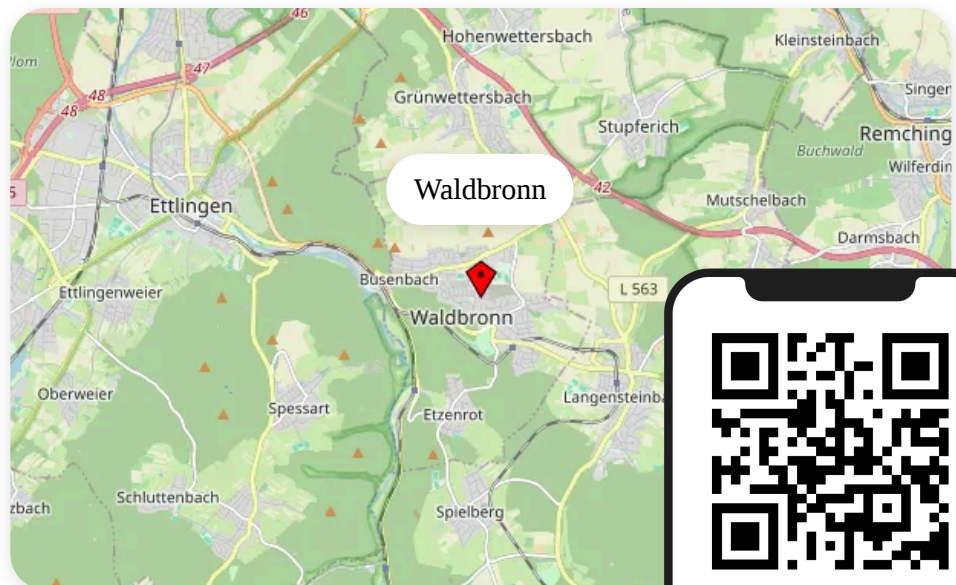 46
Hohenwettersbach
Kleinsteinbach
47
48
48
Grünwettersbach
Singen
Stupferich
Remching
Buchwald
Wilferdin
Waldbronn
42
5
Ettlingen
Mutschelbach
Darmsbach
Busenbach
L 563
Ettlingenweier
Waldbronn
Oberweier
Langensteinba
Spessart
Etzenrot
Schluttenbach
zbach
Spielberg